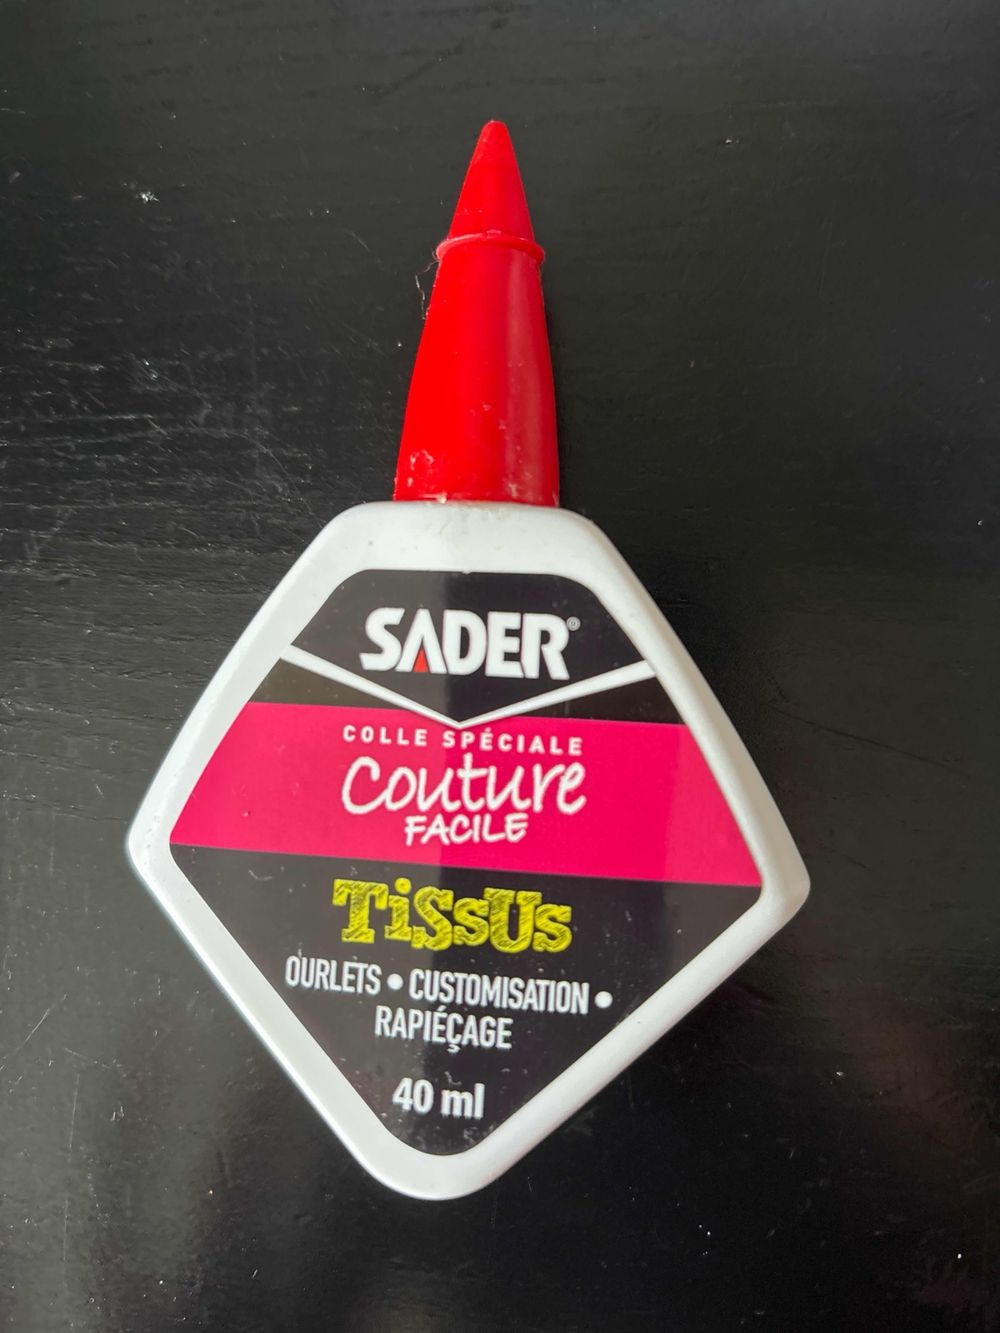 SADER®
COLLE SPÉCIALE
Couture
FACILE
TiSsUs
OURLETS • CUSTOMISATION •
RAPIÉÇAGE
40 ml